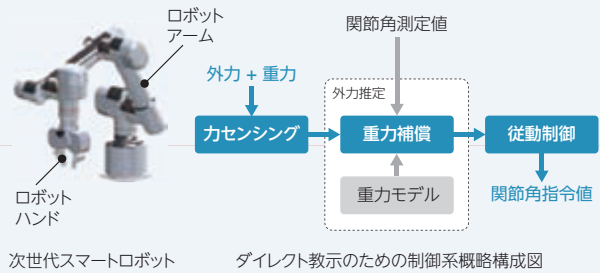 ロボット
アーム
関節角測定値
外力 + 重力
外力推定
力センシング
重力補償
従動制御
ロボット
ハンド
重力モデル
関節角指令値
次世代スマートロボット
ダイレクト教示のための制御系概略構成図